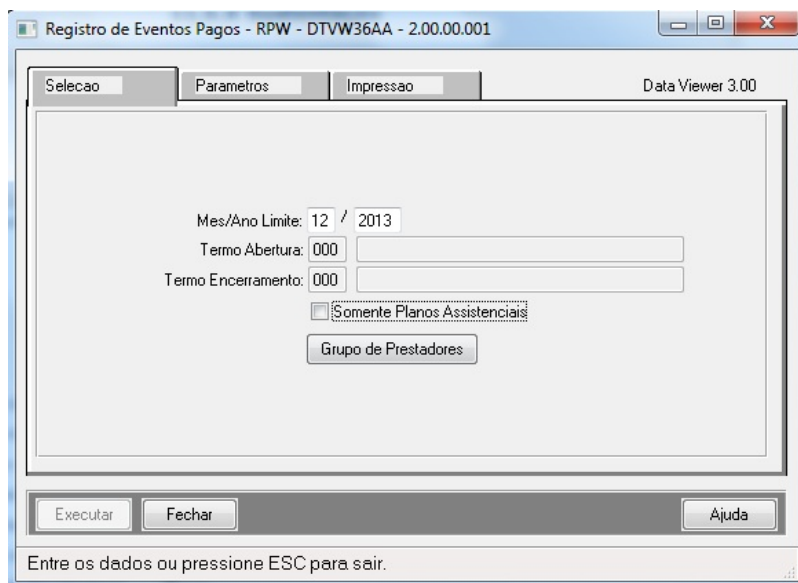 Registro de Eventos Pagos - RPW - DTVW36AA - 2.00.00.001
Selecao Parametros Impressao Data Viewer 3.00
Mes/Ano Limite: 12 / 2013
Termo Abertura: 000
Termo Encerramento: 000
Somente Planos Assistenciais
Grupo de Prestadores
Executar Fechar Ajuda
Entre os dados ou pressione ESC para sair.